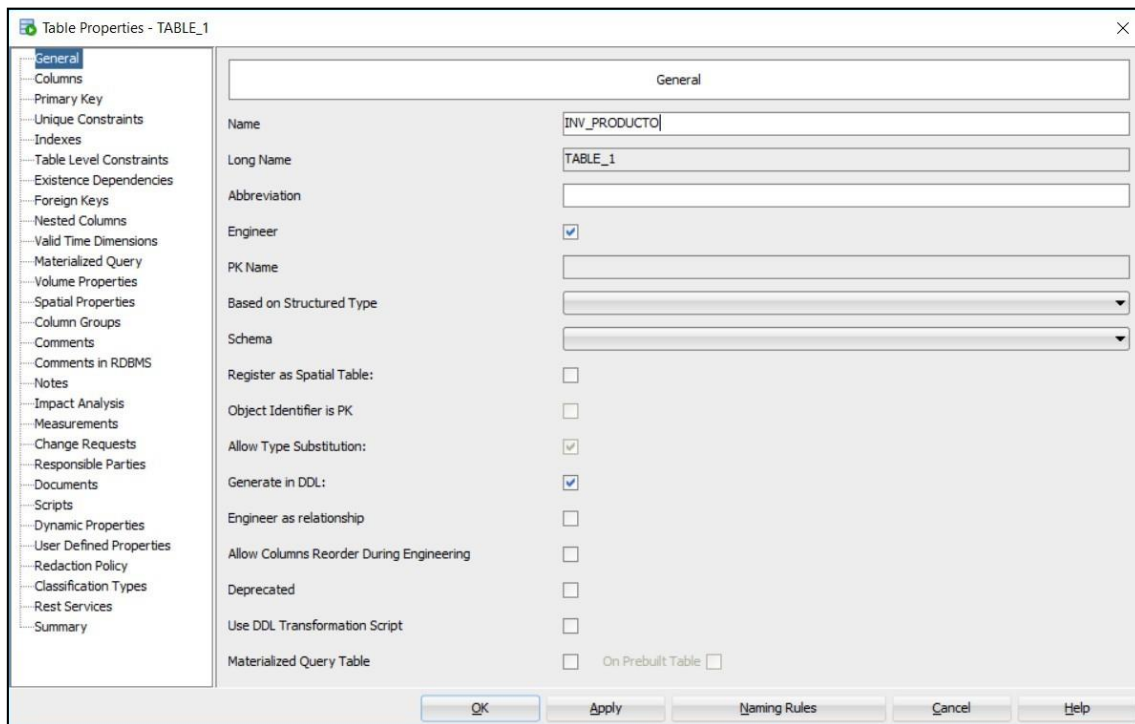 Table Properties - TABLE_1
General
Columns
Primary Key
Unique Constraints
Indexes
Table Level Constraints
Existence Dependencies
Foreign Keys
Nested Columns
Valid Time Dimensions
Materialized Query
Volume Properties
Spatial Properties
Column Groups
Comments
Comments in RDBMS
Notes
Impact Analysis
Measurements
Change Requests
Responsible Parties
Documents
Scripts
Dynamic Properties
User Defined Properties
Redaction Policy
Classification Types
Rest Services
Summary
General
Name INV_PRODUCTO
Long Name TABLE_1
Abbreviation
Engineer
PK Name
Based on Structured Type
Schema
Register as Spatial Table:
Object Identifier is PK
Allow Type Substitution:
Generate in DDL:
Engineer as relationship
Allow Columns Reorder During Engineering
Deprecated
Use DDL Transformation Script
Materialized Query Table On Prebuilt Table
OK Apply Naming Rules Cancel Help